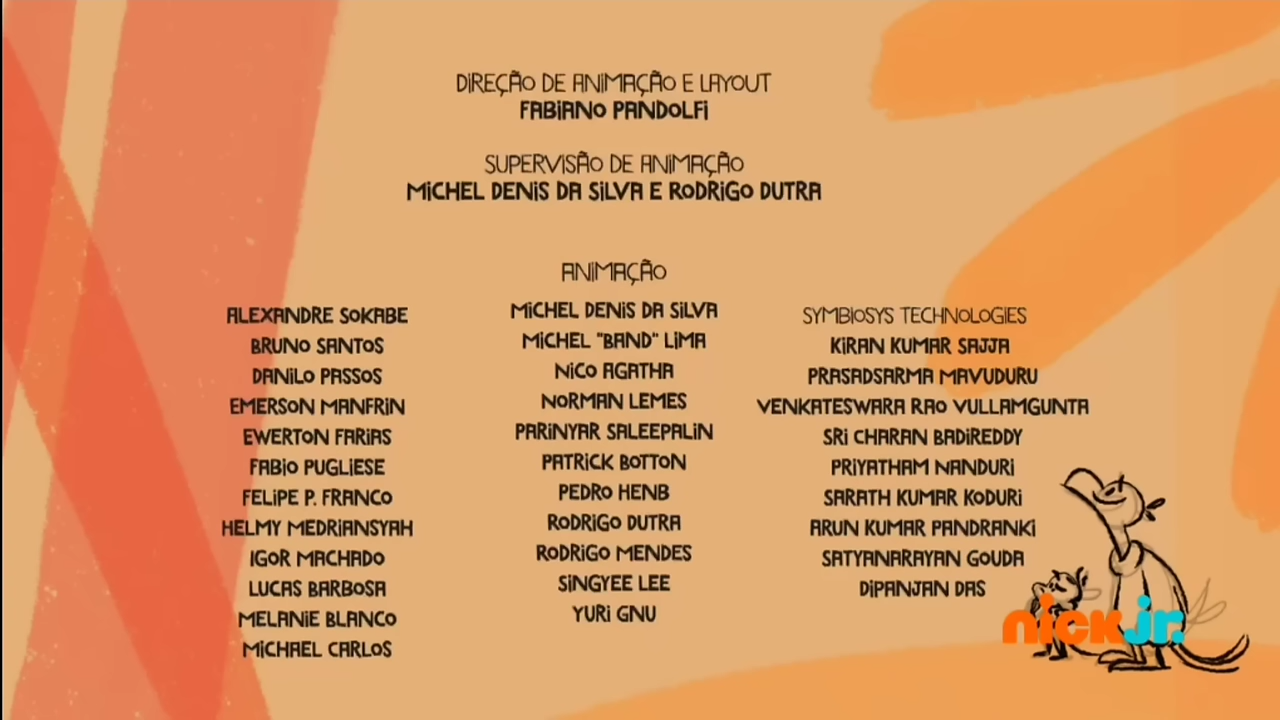 DIREÇÃO DE ANIMAÇÃO E LAYOUT
FABIANO PANDOLFI
SUPERVISÃO DE ANIMAÇÃO
MICHEL DENIS DA SILVA E RODRIGO DUTRA
ANIMAÇÃO
ALEXANDRE SOKABE
BRUNO SANTOS
DANILO PASSOS
EMERSON MANFRIN
EWERTON FARIAS
FABIO PUGLIESE
FELIPE P. FRANCO
HELMY MEDRIANSYAH
IGOR MACHADO
LUCAS BARBOSA
MELANIE BLANCO
MICHAEL CARLOS
MICHEL DENIS DA SILVA
MICHEL "BAND" LIMA
NICO AGATHA
NORMAN LEMES
PARINYAR SALEEPALIN
PATRICK BOTTON
PEDRO HENB
RODRIGO DUTRA
RODRIGO MENDES
SINGYEE LEE
YURI GNU
SYMBIOSYS TECHNOLOGIES
KIRAN KUMAR SAJJA
PRASADSARMA MAVUDURU
VENKATESWARA RAO VULLAMGUNTA
SRI CHARAN BADIREDDY
PRIYATHAM NANDURI
SARATH KUMAR KODURI
ARUN KUMAR PANDRANKI
SATYANARAYAN GOUDA
DIPANJAN DAS
nick jr.